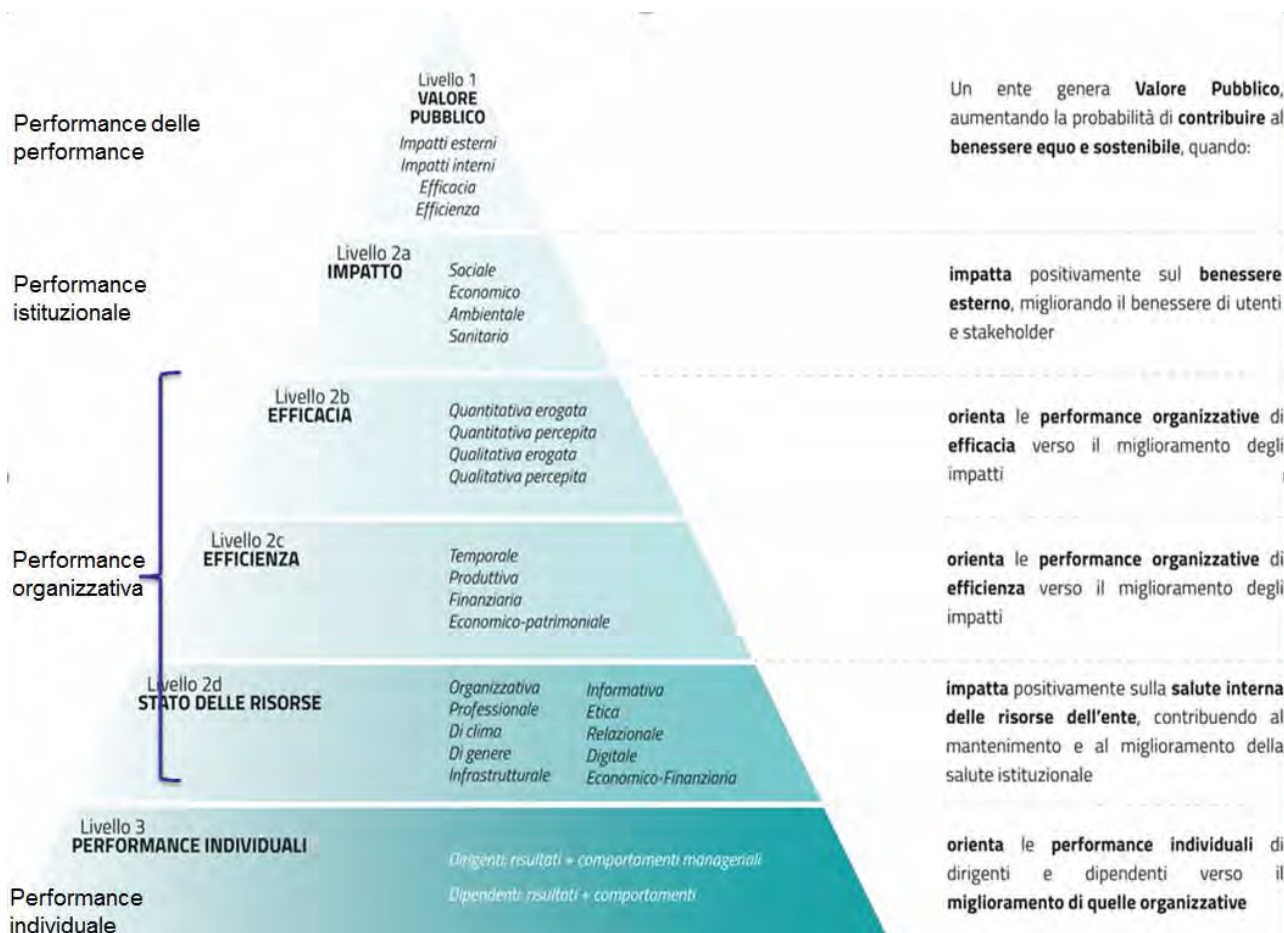 Performance delle
performance
Livello 1
VALORE
PUBBLICO
Impatti esterni
Impatti interni
Efficacia
Efficienza
Un ente genera Valore Pubblico,
aumentando la probabilità di contribuire al
benessere equo e sostenibile, quando:
Performance
istituzionale
Livello 2a
IMPATTO
Sociale
Economico
Ambientale
Sanitario
impatta positivamente sul benessere
esterno, migliorando il benessere di utenti
e stakeholder
Performance
organizzativa
Livello 2b
EFFICACIA
Quantitativa erogata
Quantitativa percepita
Qualitativa erogata
Qualitativa percepita
orienta le performance organizzative di
efficacia verso il miglioramento degli
impatti
Livello 2c
EFFICIENZA
Temporale
Produttiva
Finanziaria
Economico-patrimoniale
orienta le performance organizzative di
efficienza verso il miglioramento degli
impatti
Livello 2d
STATO DELLE RISORSE
Organizzativa
Professionale
Di clima
Di genere
Infrastrutturale
Informativa
Etica
Relazionale
Digitale
Economico-Finanziaria
impatta positivamente sulla salute interna
delle risorse dell'ente, contribuendo al
mantenimento e al miglioramento della
salute istituzionale
Performance
individuale
Livello 3
PERFORMANCE INDIVIDUALI
Dirigenti: risultati + comportamenti manageriali
Dipendenti: risultati + comportamenti
orienta le performance individuali di
dirigenti e dipendenti verso il
miglioramento di quelle organizzative